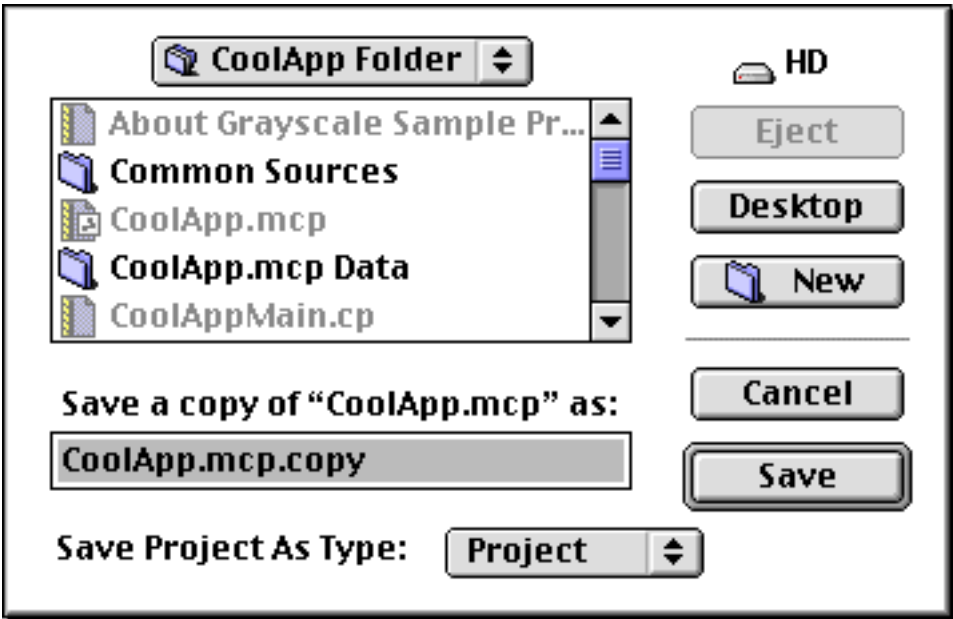 CoolApp Folder
HD
About Grayscale Sample Pr...
Common Sources
CoolApp.mcp
CoolApp.mcp Data
CoolAppMain.cp
Eject
Desktop
New
Cancel
Save
Save a copy of “CoolApp.mcp” as:
CoolApp.mcp.copy
Save Project As Type:
Project